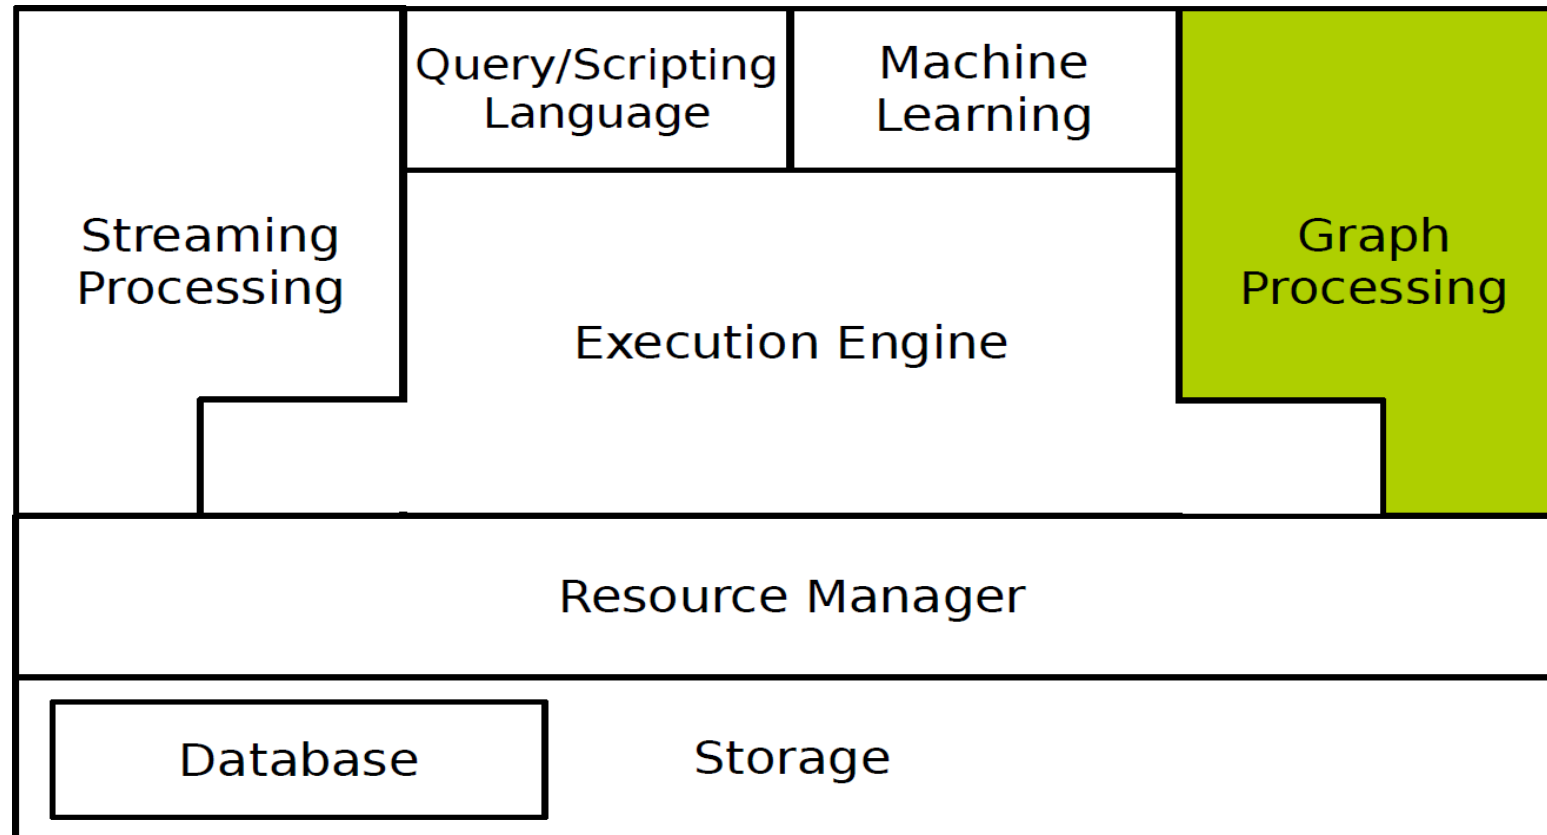 Query/Scripting
Language
Machine
Learning
Streaming
Processing
Graph
Processing
Execution Engine
Resource Manager
Database
Storage